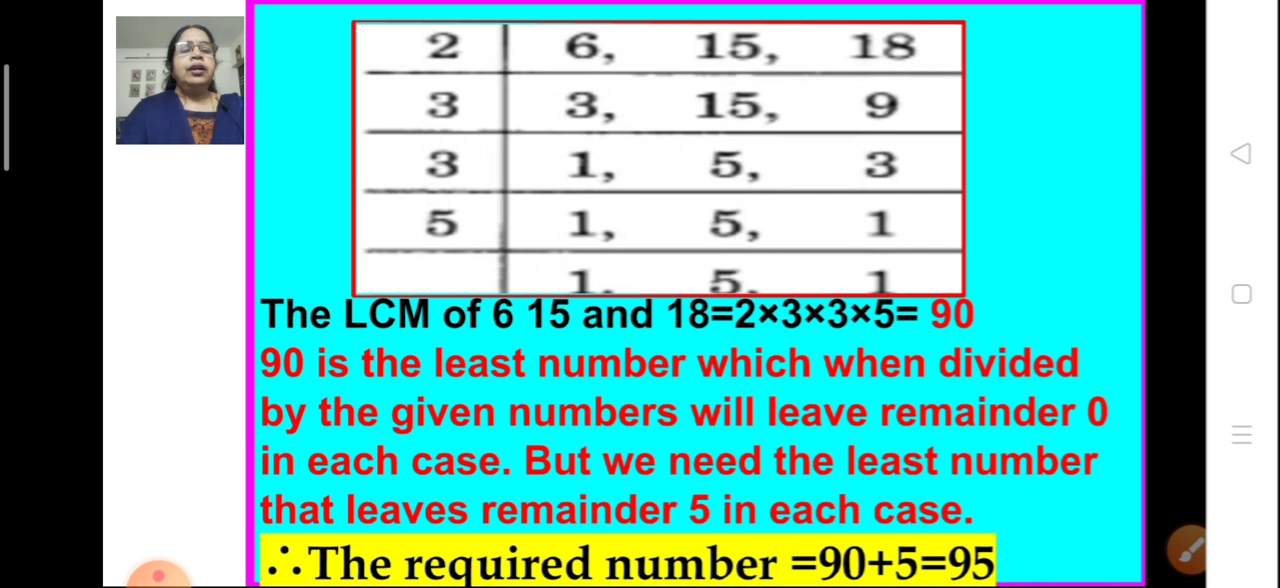 2 6, 15, 18
3 3, 15, 9
3 1, 5, 3
5 1, 5, 1
1, 5, 1
The LCM of 6 15 and 18=2×3×3×5= 90
90 is the least number which when divided
by the given numbers will leave remainder 0
in each case. But we need the least number
that leaves remainder 5 in each case.
∴The required number =90+5=95